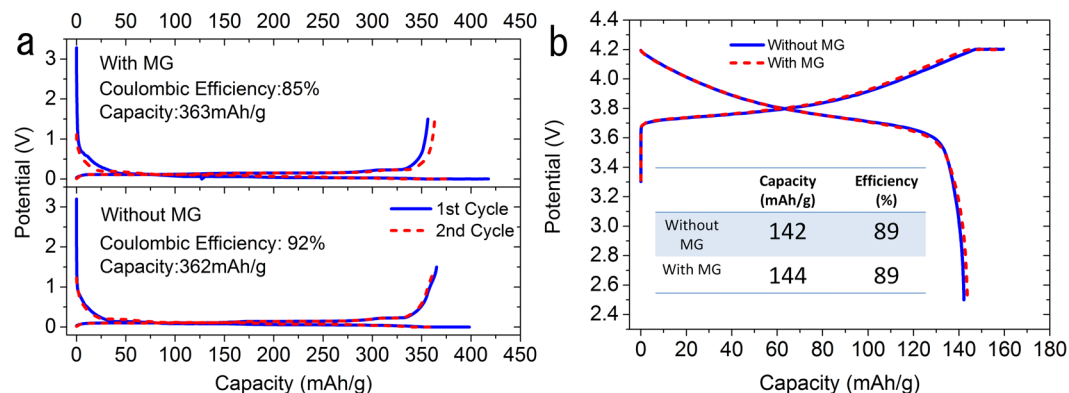 a
0 50 100 150 200 250 300 350 400 450
3
2
1
0
With MG
Coulombic Efficiency:85%
Capacity:363mAh/g
3
2
1
0
Without MG
Coulombic Efficiency: 92%
Capacity:362mAh/g
1st Cycle
2nd Cycle
0 50 100 150 200 250 300 350 400 450
Potential (V)
Capacity (mAh/g)
b
4.4
4.2
4.0
3.8
3.6
3.4
3.2
3.0
2.8
2.6
2.4
Without MG
With MG
Capacity Efficiency
(mAh/g) (%)
Without
MG
142 89
With MG 144 89
0 20 40 60 80 100 120 140 160 180
Potential (V)
Capacity (mAh/g)